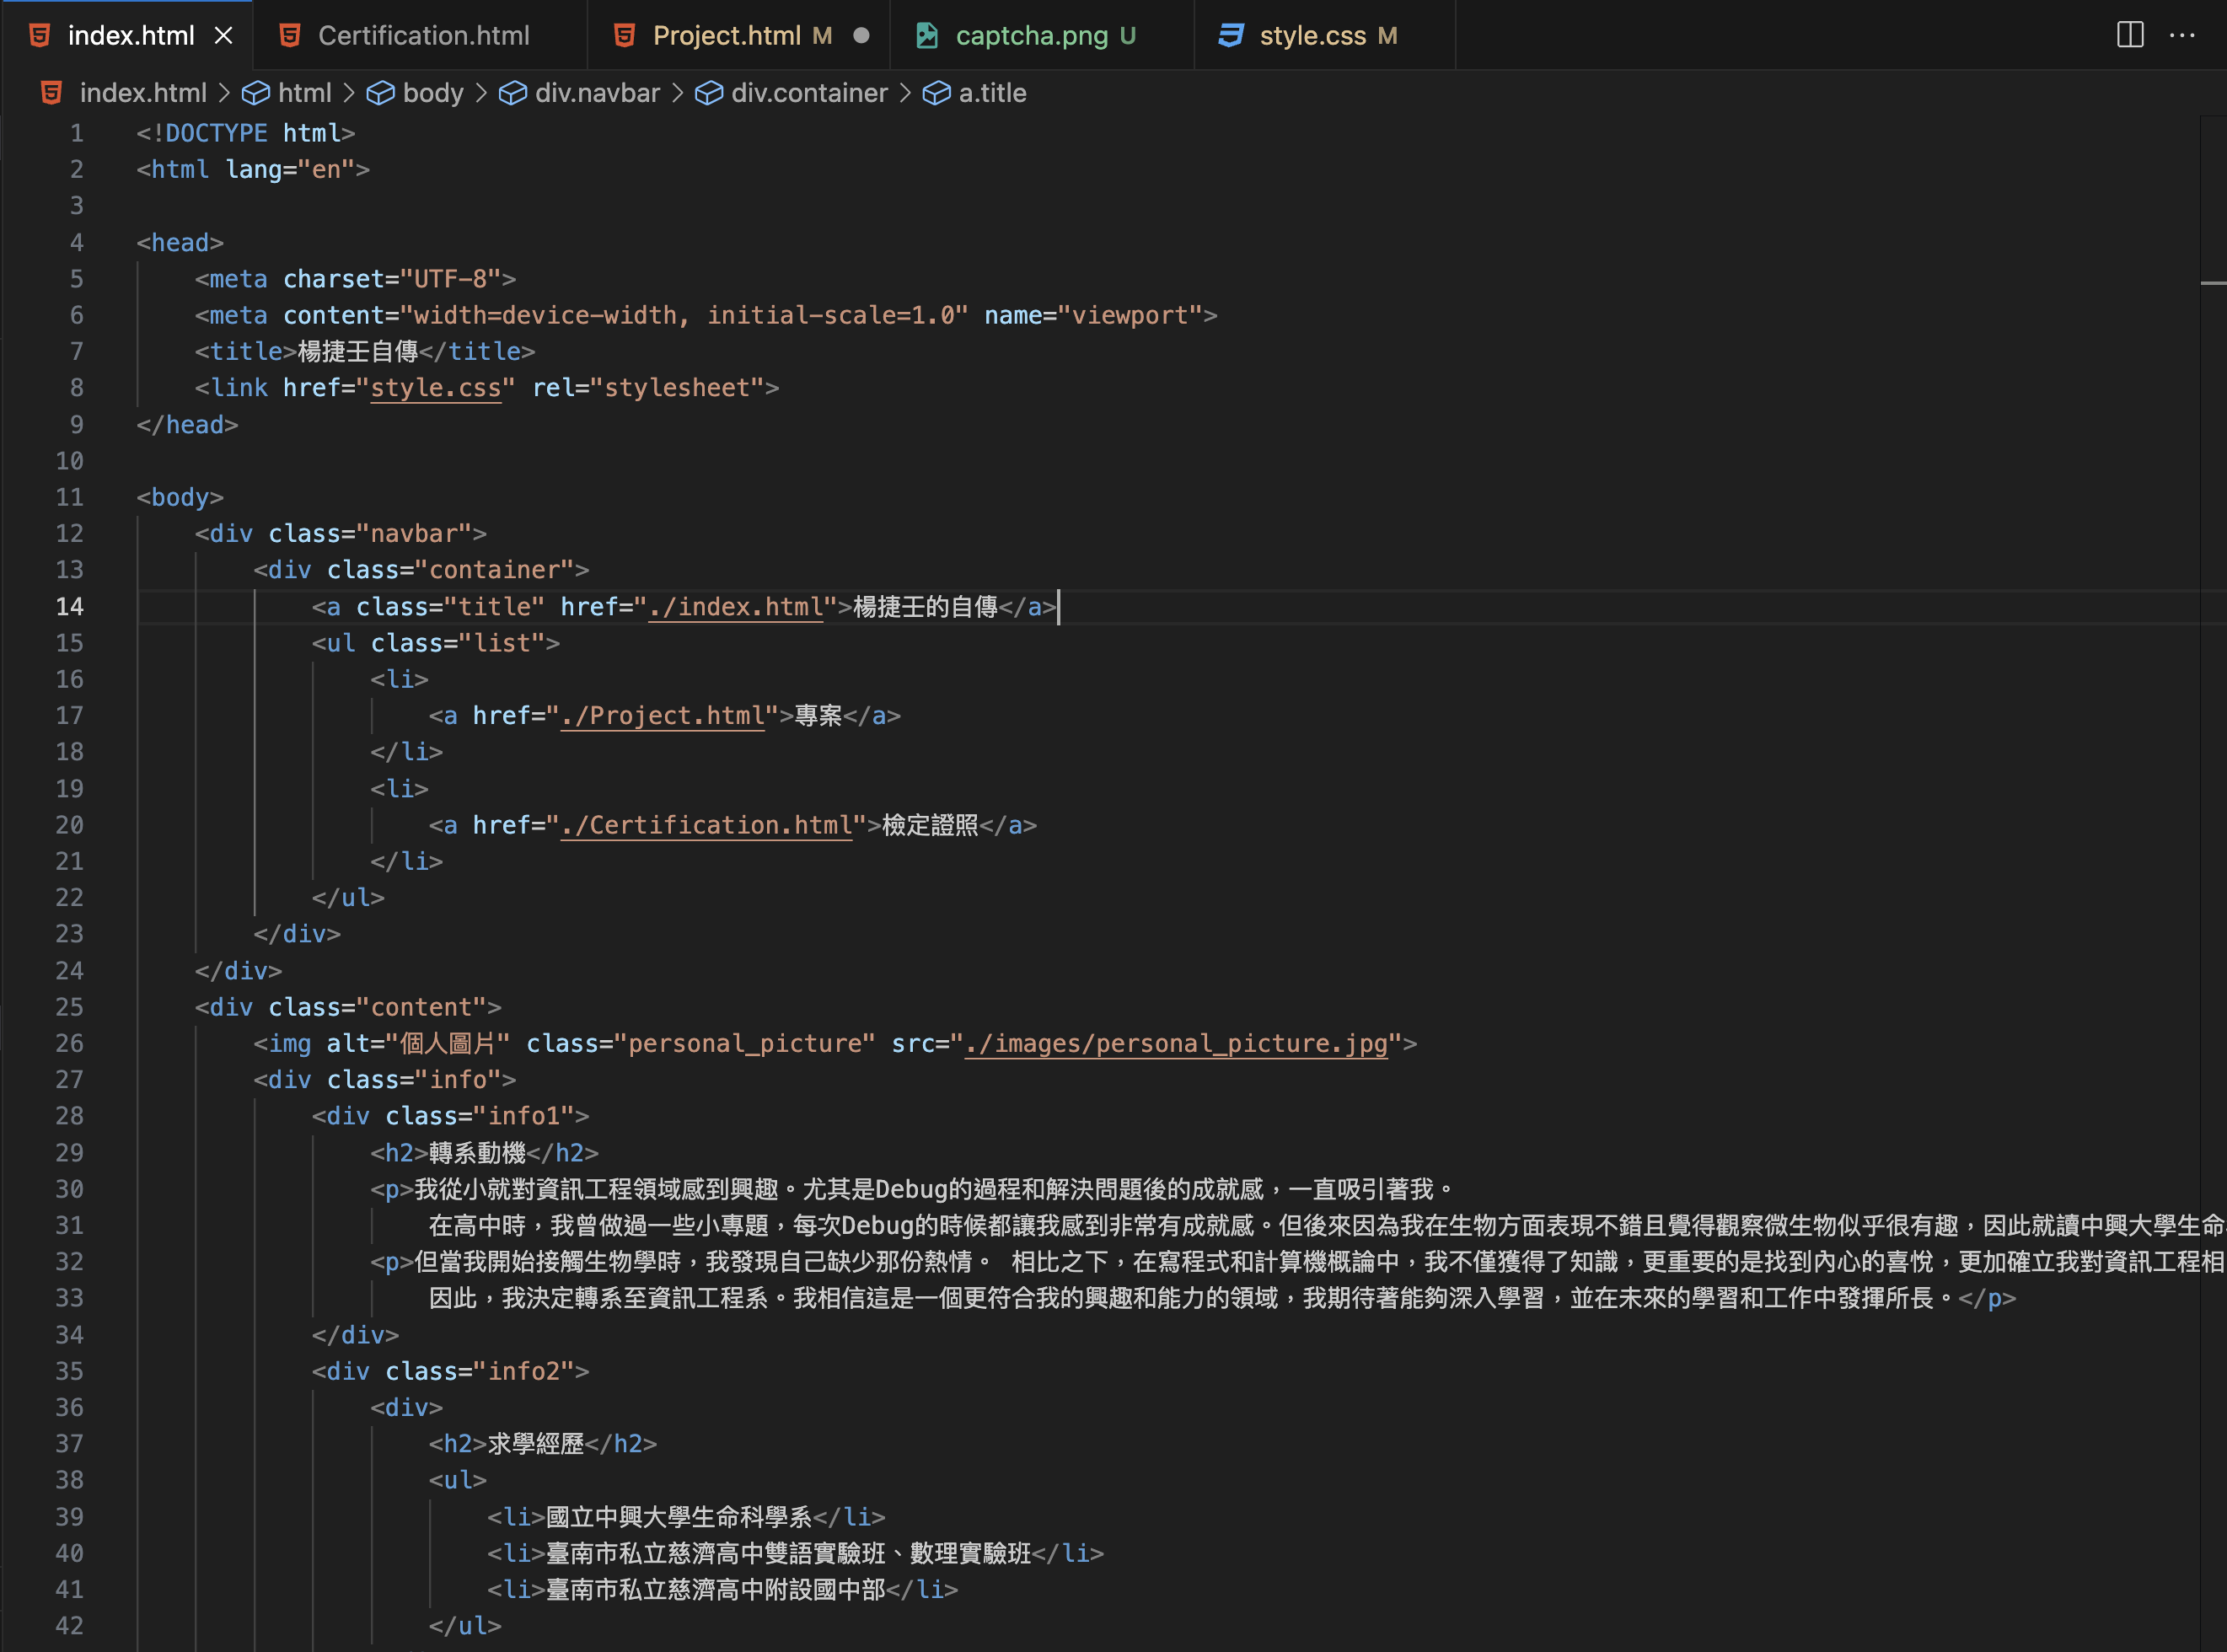 index.html
Certification.html
Project.html M
captcha.png U
style.css M
index.html > html > body > div.navbar > div.container > a.title
1 <!DOCTYPE html>
2 <html lang="en">
3
4 <head>
5 <meta charset="UTF-8">
6 <meta content="width=device-width, initial-scale=1.0" name="viewport">
7 <title>楊捷壬自傳</title>
8 <link href="style.css" rel="stylesheet">
9 </head>
10
11 <body>
12 <div class="navbar">
13 <div class="container">
14 <a class="title" href="./index.html">楊捷壬的自傳</a>
15 <ul class="list">
16 <li>
17 <a href="./Project.html">專案</a>
18 </li>
19 <li>
20 <a href="./Certification.html">檢定證照</a>
21 </li>
22 </ul>
23 </div>
24 </div>
25 <div class="content">
26 <img alt="個人圖片" class="personal_picture" src="./images/personal_picture.jpg">
27 <div class="info">
28 <div class="info1">
29 <h2>轉系動機</h2>
30 <p>我從小就對資訊工程領域感到興趣。尤其是Debug的過程和解決問題後的成就感，一直吸引著我。
31 在高中時，我曾做過一些小專題，每次Debug的時候都讓我感到非常有成就感。但後來因為我在生物方面表現不錯且覺得觀察微生物似乎很有趣，因此就讀中興大學生命
32 <p>但當我開始接觸生物學時，我發現自己缺少那份熱情。 相比之下，在寫程式和計算機概論中，我不僅獲得了知識，更重要的是找到內心的喜悅，更加確立我對資訊工程相
33 因此，我決定轉系至資訊工程系。我相信這是一個更符合我的興趣和能力的領域，我期待著能夠深入學習，並在未來的學習和工作中發揮所長。</p>
34 </div>
35 <div class="info2">
36 <div>
37 <h2>求學經歷</h2>
38 <ul>
39 <li>國立中興大學生命科學系</li>
40 <li>臺南市私立慈濟高中雙語實驗班、數理實驗班</li>
41 <li>臺南市私立慈濟高中附設國中部</li>
42 </ul>